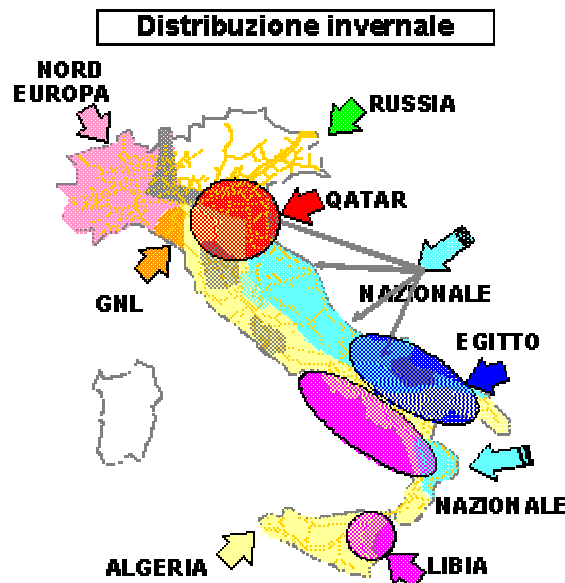 Distribuzione invernale
NORD
EUROPA
RUSSIA
QATAR
NAZIONALE
GNL
EGITTO
NAZIONALE
ALGERIA
LIBIA